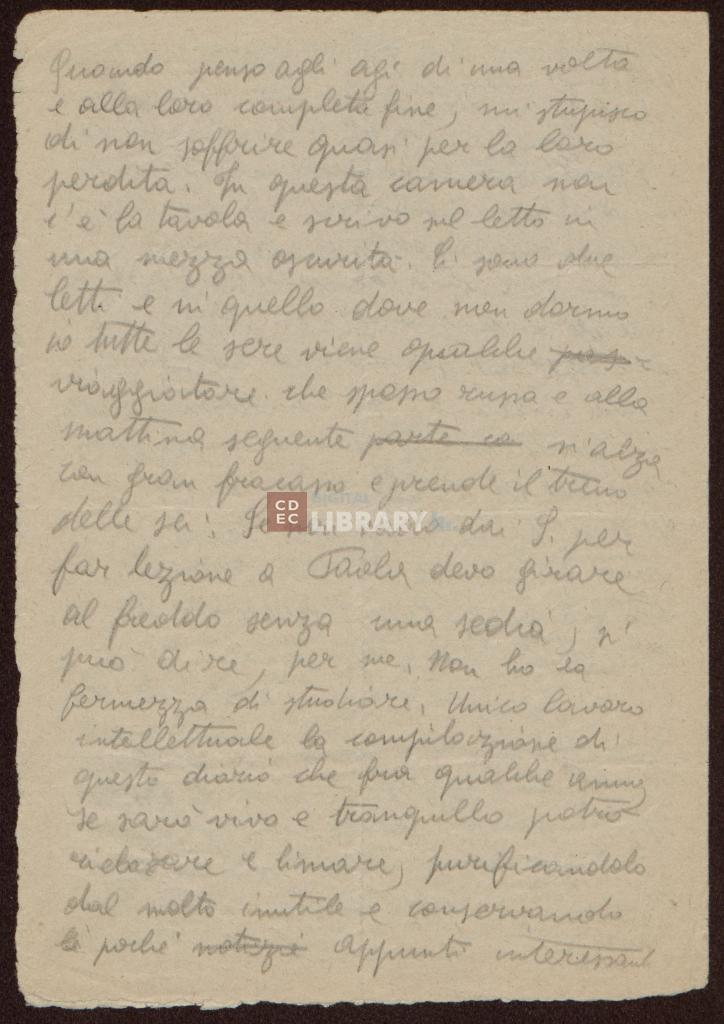 Quando penso agli agi di una volta
e alla loro completa fine, mi stupisco
di non soffrire quasi per la loro
perdita. In questa camera non
c'è la tavola e scrivo sul letto in
una mezza oscurità. Ci sono due
letti e in quello dove non dormo
io tutte le sere viene qualche
viaggiatore che spesso russa e alla
mattina seguente parte co s'alza
con gran fracasso e prende il treno
delle sei. Se non vado dai S. per
far lezione a Paola devo girare
al freddo senza una sedia, si
può dire, per me. Non ho la
fermezza di studiare. Unico lavoro
intellettuale la compilazione di
questo diario che fra qualche anno
se sarò vivo e tranquillo potrò
rielaborare e limare, purificandolo
dal molto inutile e conservando
le poche notizie appunti interessanti
CDEC
DIGITAL
LIBRARY